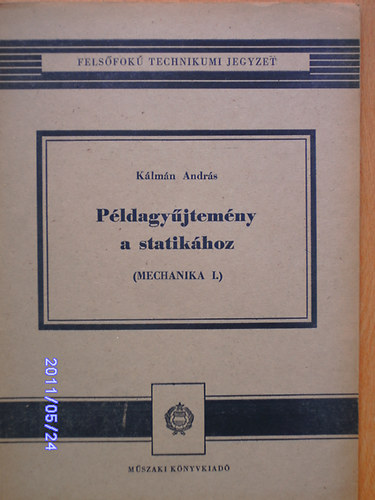 FELSŐFOKÚ TECHNIKUMI JEGYZET
Kálmán András
Példagyűjtemény
a statikához
(MECHANIKA I.)
MŰSZAKI KÖNYVKIADÓ
2011/05/24